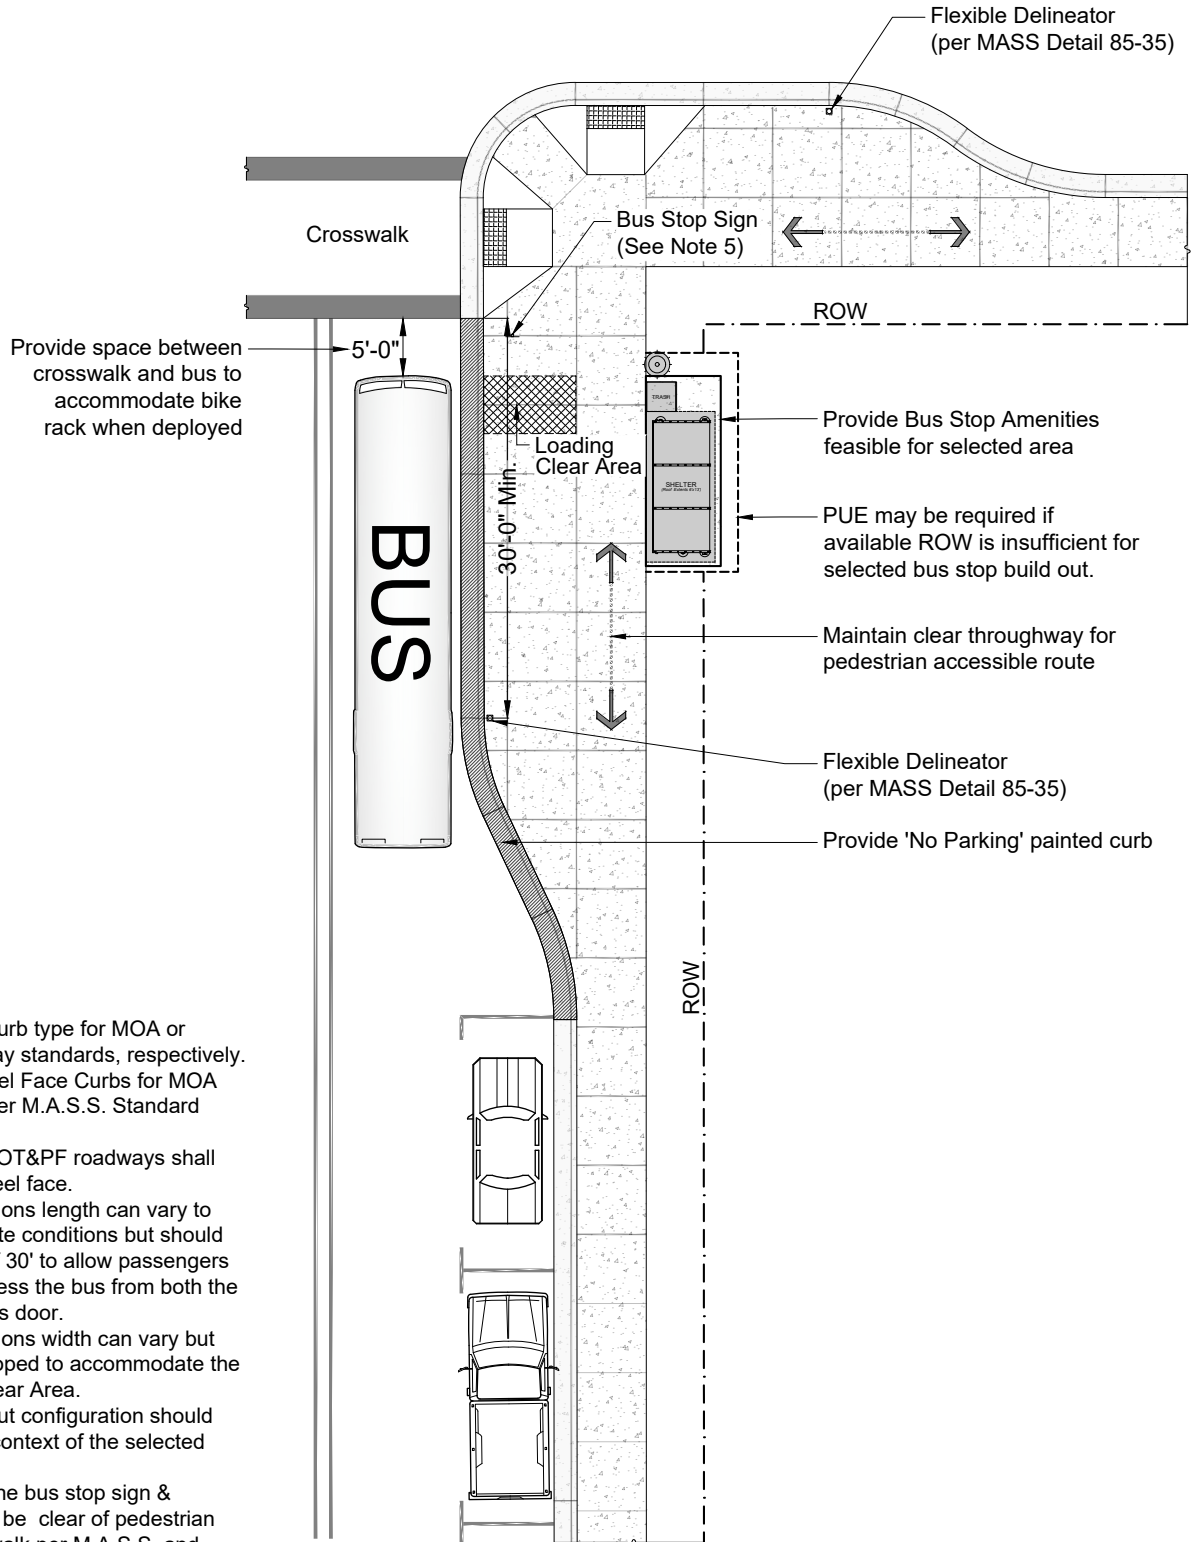 Flexible Delineator
(per MASS Detail 85-35)
Crosswalk
Bus Stop Sign
(See Note 5)
ROW
Provide space between
crosswalk and bus to
accommodate bike
rack when deployed
5'-0"
Loading
Clear Area
30'-0" Min.
TRASH
SHELTER
BUS
Provide Bus Stop Amenities
feasible for selected area
PUE may be required if
available ROW is insufficient for
selected bus stop build out.
Maintain clear throughway for
pedestrian accessible route
Flexible Delineator
(per MASS Detail 85-35)
Provide 'No Parking' painted curb
ROW
urb type for MOA or
ay standards, respectively.
el Face Curbs for MOA
er M.A.S.S. Standard
OT&PF roadways shall
eel face.
ons length can vary to
te conditions but should
30' to allow passengers
ess the bus from both the
s door.
ons width can vary but
oped to accommodate the
ear Area.
ut configuration should
context of the selected
he bus stop sign &
be clear of pedestrian